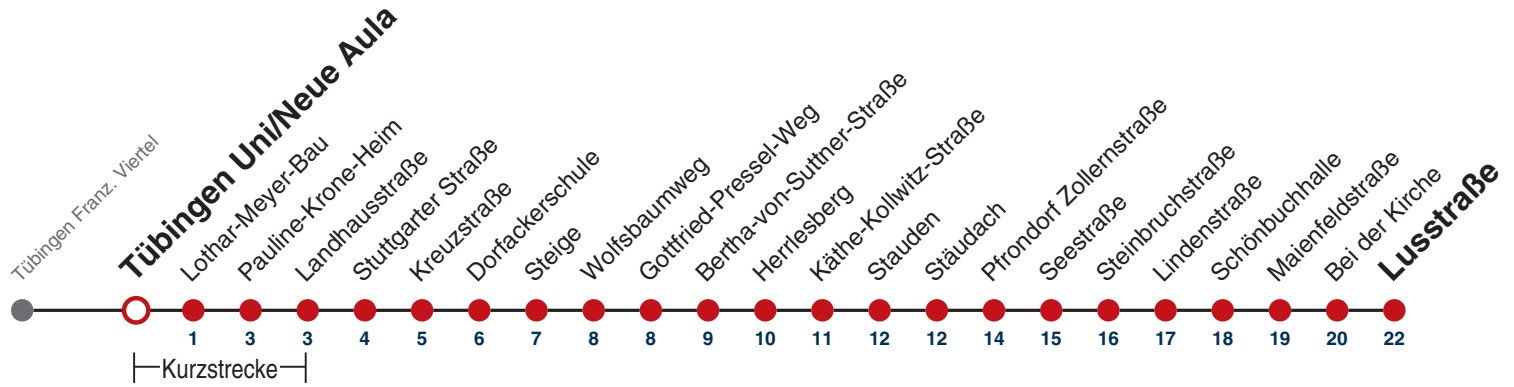 Tübingen Franz. Viertel
Tübingen Uni/Neue Aula
Lothar-Meyer-Bau
Pauline-Krone-Heim
Landhausstraße
Stuttgarter Straße
Kreuzstraße
Dorfackerschule
Steige
Wolfsbaumweg
Gottfried-Pressel-Weg
Bertha-von-Suttner-Straße
Herrlesberg
Käthe-Kollwitz-Straße
Stauden
Stäudach
Pfrondorf Zollernstraße
Seestraße
Steinbruchstraße
Lindenstraße
Schönbuchhalle
Maienfeldstraße
Bei der Kirche
Lusstraße
1 3 3 4 5 6 7 8 8 9 10 11 12 12 14 15 16 17 18 19 20 22
Kurzstrecke